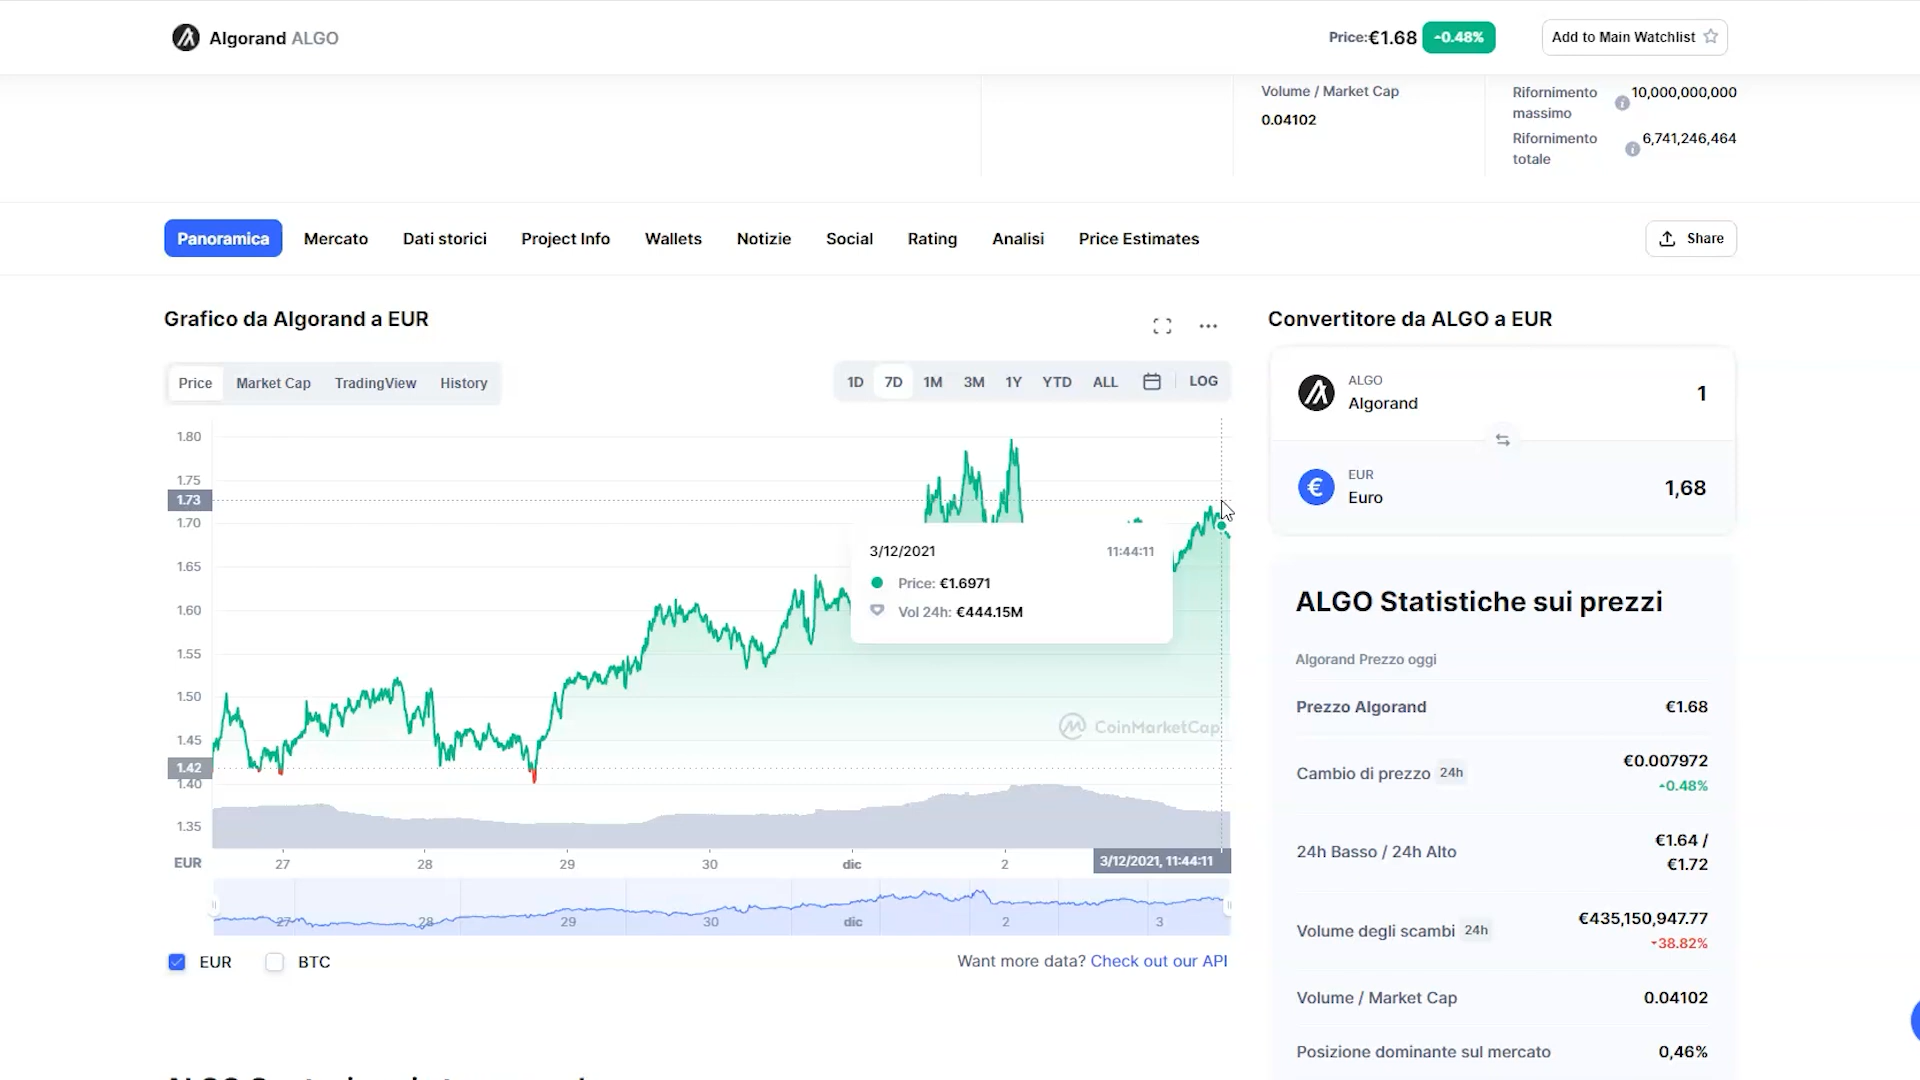 Algorand ALGO
Price:€1.68 0.48%
Add to Main Watchlist
Volume / Market Cap
0.04102
Rifornimento massimo
10,000,000,000
Rifornimento totale
6,741,246,464
Panoramica Mercato Dati storici Project Info Wallets Notizie Social Rating Analisi Price Estimates
Share
Grafico da Algorand a EUR
Price Market Cap TradingView History
1D 7D 1M 3M 1Y YTD ALL LOG
1.80
1.75
1.73
1.70
1.65
1.60
1.55
1.50
1.45
1.42
1.40
1.35
3/12/2021 11:44:11
Price: €1.6971
Vol 24h: €444.15M
CoinMarketCap
EUR 27 28 29 30 dic 2 3/12/2021, 11:44:11
27 28 29 30 dic 2 3
EUR BTC
Want more data? Check out our API
Convertitore da ALGO a EUR
ALGO
Algorand
1
EUR
Euro
1,68
ALGO Statistiche sui prezzi
Algorand Prezzo oggi
Prezzo Algorand €1.68
Cambio di prezzo 24h €0.007972
0.48%
24h Basso / 24h Alto €1.64 /
€1.72
Volume degli scambi 24h €435,150,947.77
38.82%
Volume / Market Cap 0.04102
Posizione dominante sul mercato 0,46%